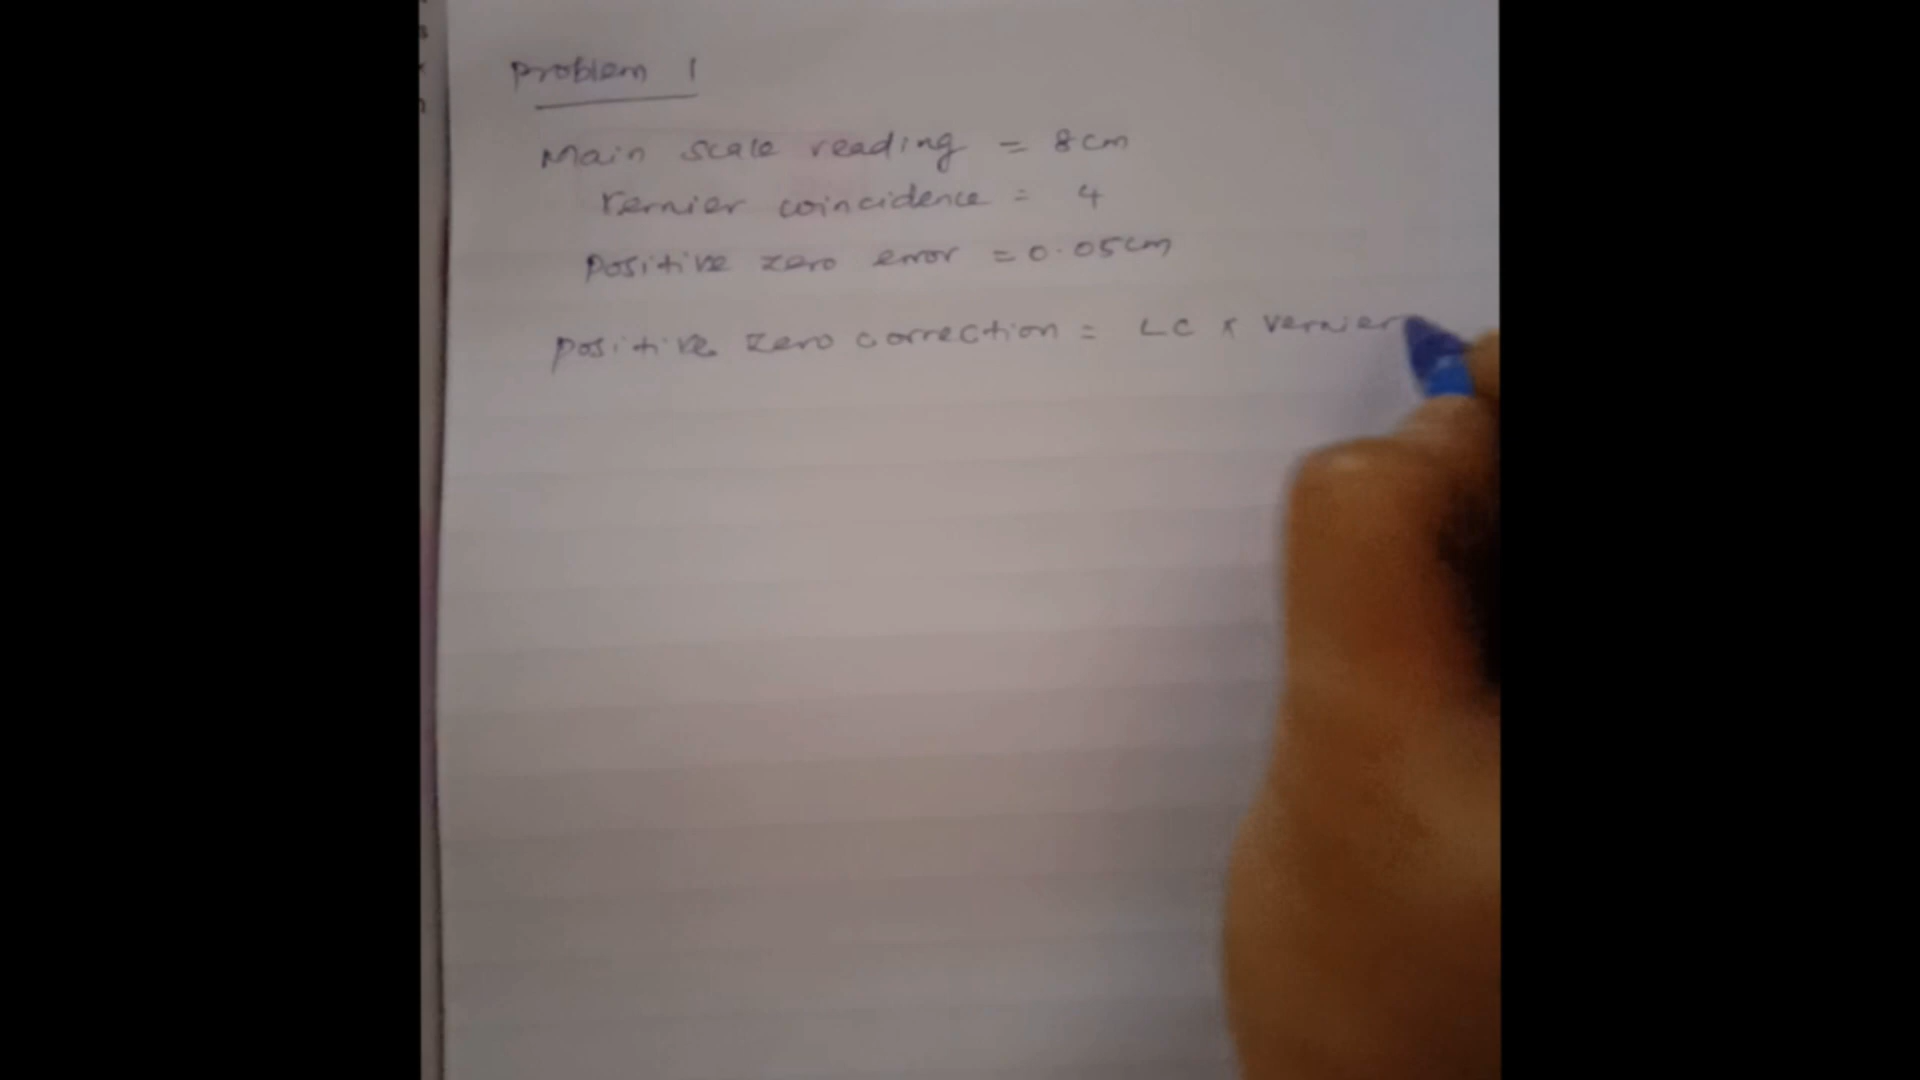 Problem 1
Main scale reading = 8cm
Vernier coincidence = 4
Positive zero error = 0.05cm
Positive zero correction = LC x Vernier